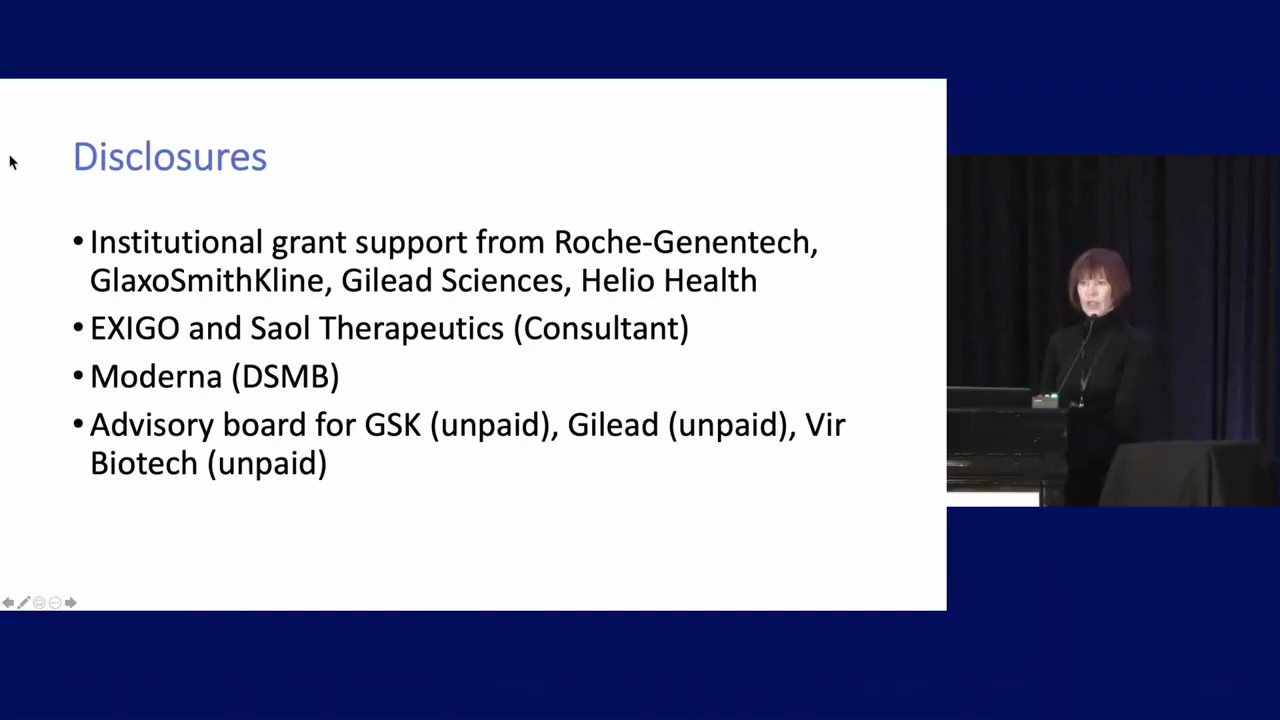 Disclosures
• Institutional grant support from Roche-Genentech,
GlaxoSmithKline, Gilead Sciences, Helio Health
• EXIGO and Saol Therapeutics (Consultant)
• Moderna (DSMB)
• Advisory board for GSK (unpaid), Gilead (unpaid), Vir
Biotech (unpaid)